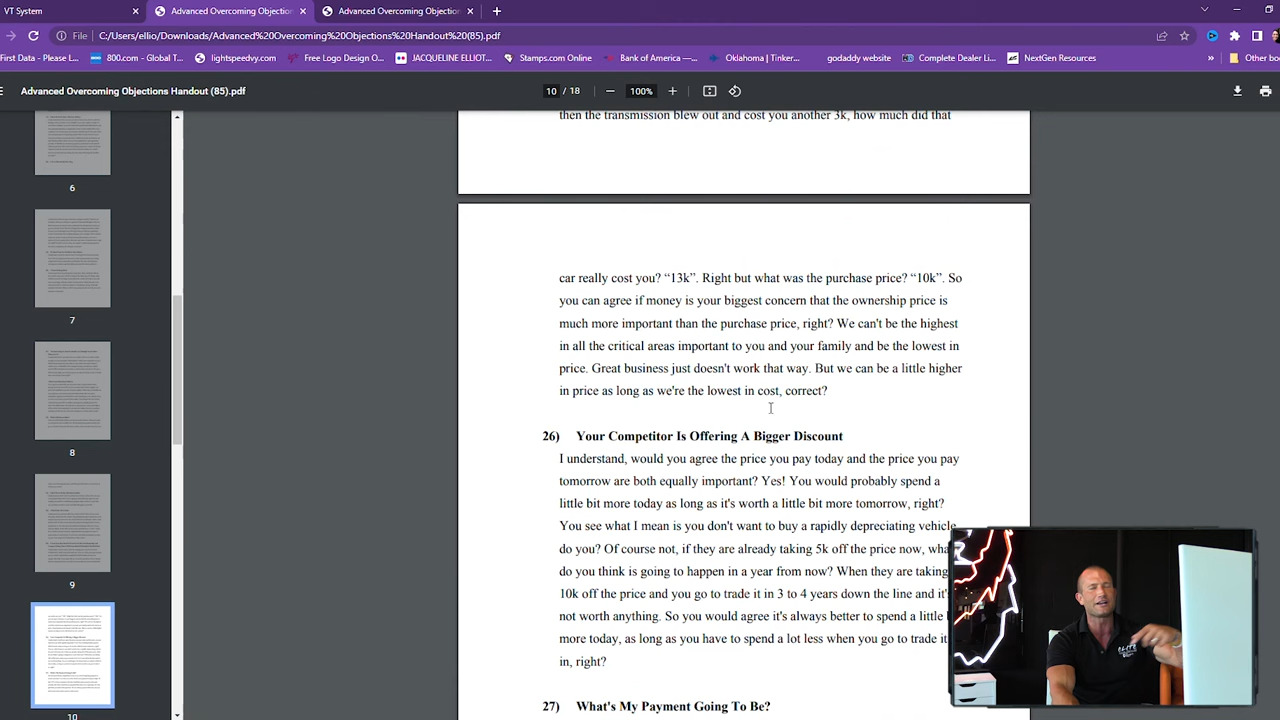 VT System
Advanced Overcoming Objections
Advanced Overcoming Objections
File
C:/Users/ellio/Downloads/Advanced%20Overcoming%20Objections%20Handout%20(85).pdf
First Data - Please L...
800.com - Global T...
lightspeedvy.com
Free Logo Design O...
JACQUELINE ELLIOT...
Stamps.com Online
Bank of America —...
Oklahoma | Tinker...
godaddy website
Complete Dealer Li...
NextGen Resources
»
Other bo
Advanced Overcoming Objections Handout (85).pdf
10 / 18
100%
6
7
8
9
10
then the transmission blew out and cost you another 3k, how much did that
car really cost you? “13k”. Right but what was the purchase price? “10k”. So
you can agree if money is your biggest concern that the ownership price is
much more important than the purchase price, right? We can't be the highest
in all the critical areas important to you and your family and be the lowest in
price. Great business just doesn't work that way. But we can be a little higher
in price as long as we're the lowest in cost, correct?
26) Your Competitor Is Offering A Bigger Discount
I understand, would you agree the price you pay today and the price you pay
tomorrow are both equally important? Yes! You would probably spend a
little bit more today as long as it's worth a little bit more tomorrow, right?
You see what I mean is you don't want to buy a rapidly depreciating vehicle
do you? Of course not, if they are already taking 5k off the price now, wha
do you think is going to happen in a year from now? When they are taking
10k off the price and you go to trade it in 3 to 4 years down the line and it'
not worth anything. So you would agree it's always better to spend a little
more today, as long as you have to spend a lot less when you go to trade i
in, right?
27) What's My Payment Going To Be?